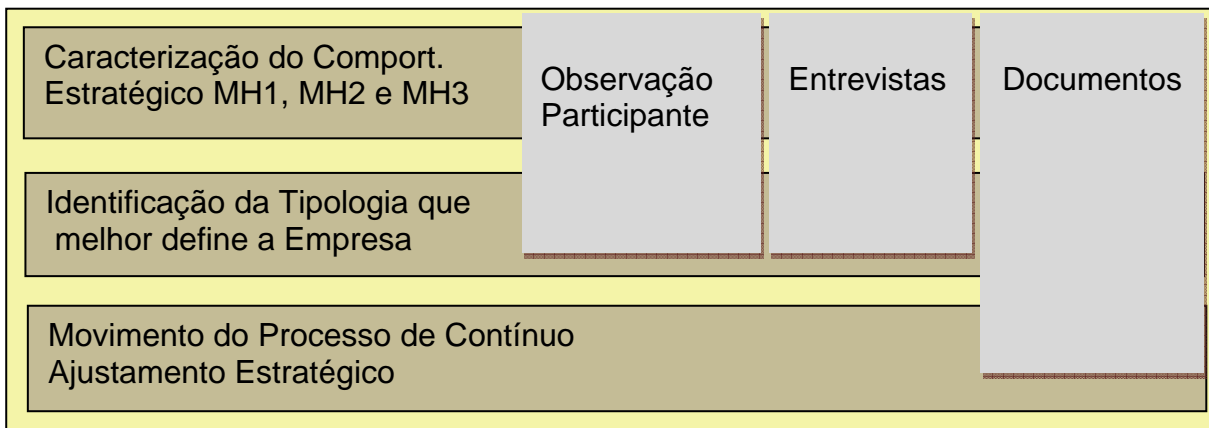 Caracterização do Comport.
Estratégico MH1, MH2 e MH3
Observação
Participante
Entrevistas
Documentos
Identificação da Tipologia que
melhor define a Empresa
Movimento do Processo de Contínuo
Ajustamento Estratégico